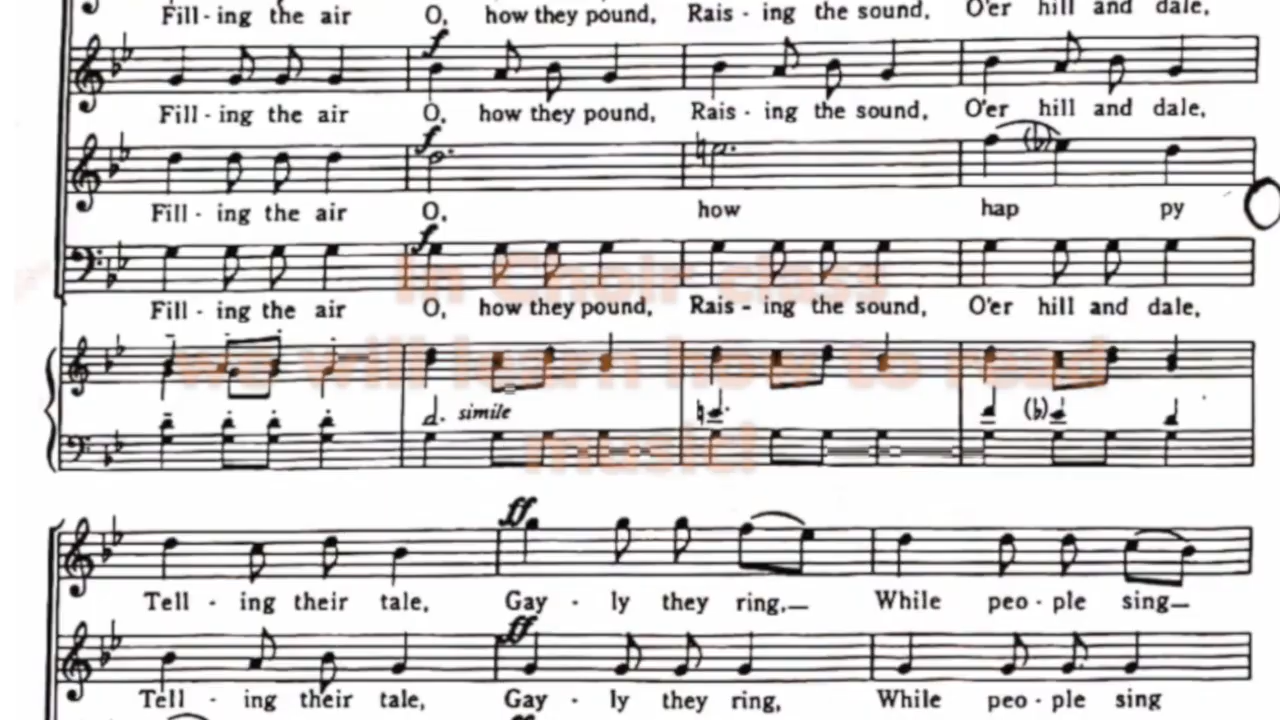 Fill - ing the air O, how they pound, Rais - ing the sound, O'er hill and dale,
f
Fill - ing the air O, how they pound, Rais - ing the sound, O'er hill and dale,
f
Fill - ing the air O, how hap py
f
Fill - ing the air O, how they pound, Rais - ing the sound, O'er hill and dale,
In Choir class
we will learn how to read
simile
music!
ff
Tell - ing their tale, Gay - ly they ring, While peo - ple sing
ff
Tell - ing their tale, Gay - ly they ring, While peo - ple sing